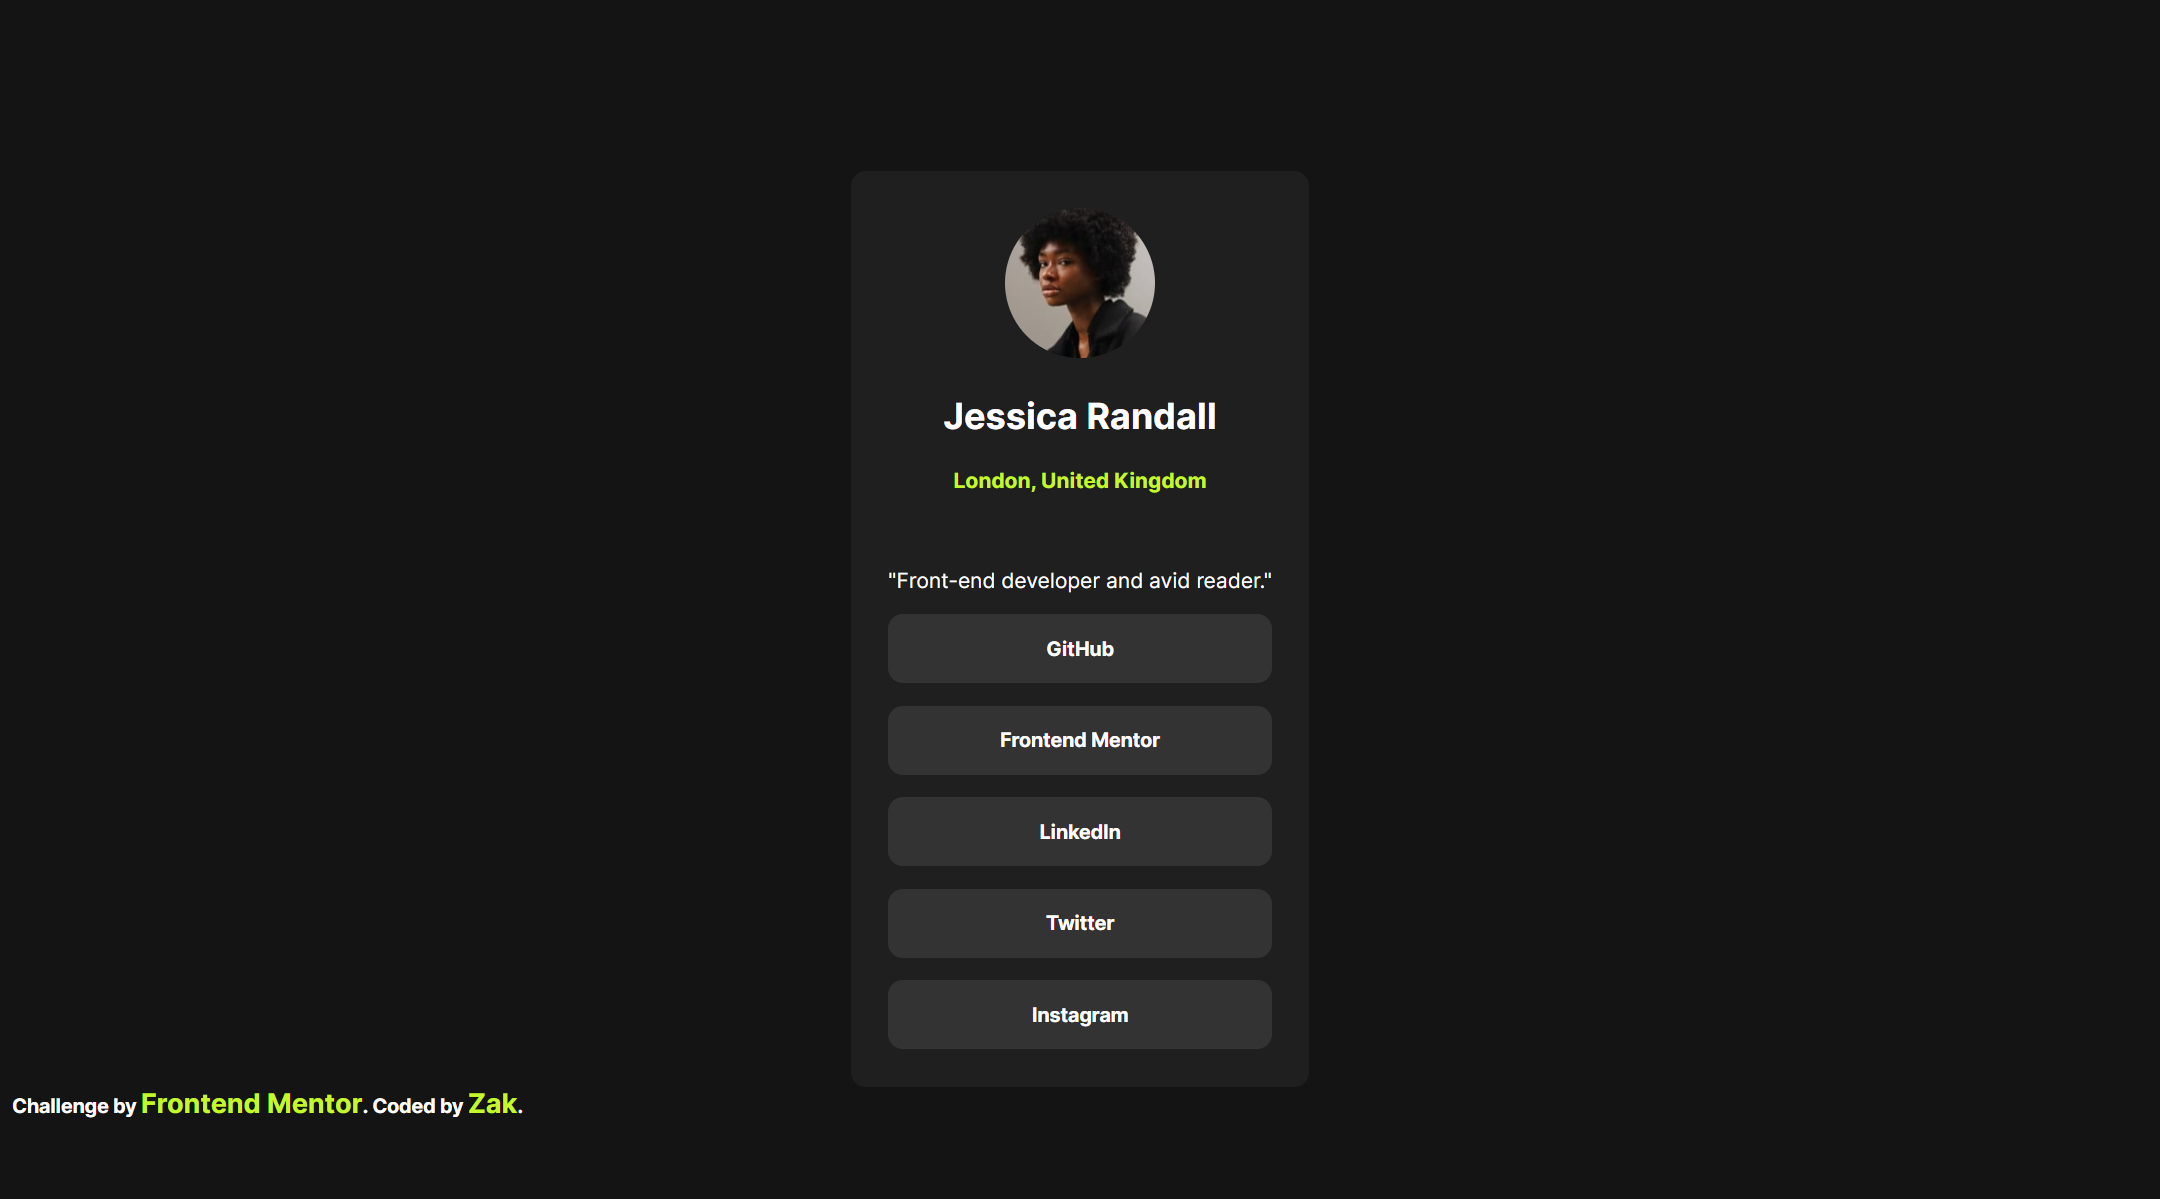 Jessica Randall
London, United Kingdom
"Front-end developer and avid reader."
GitHub
Frontend Mentor
LinkedIn
Twitter
Instagram
Challenge by Frontend Mentor. Coded by Zak.